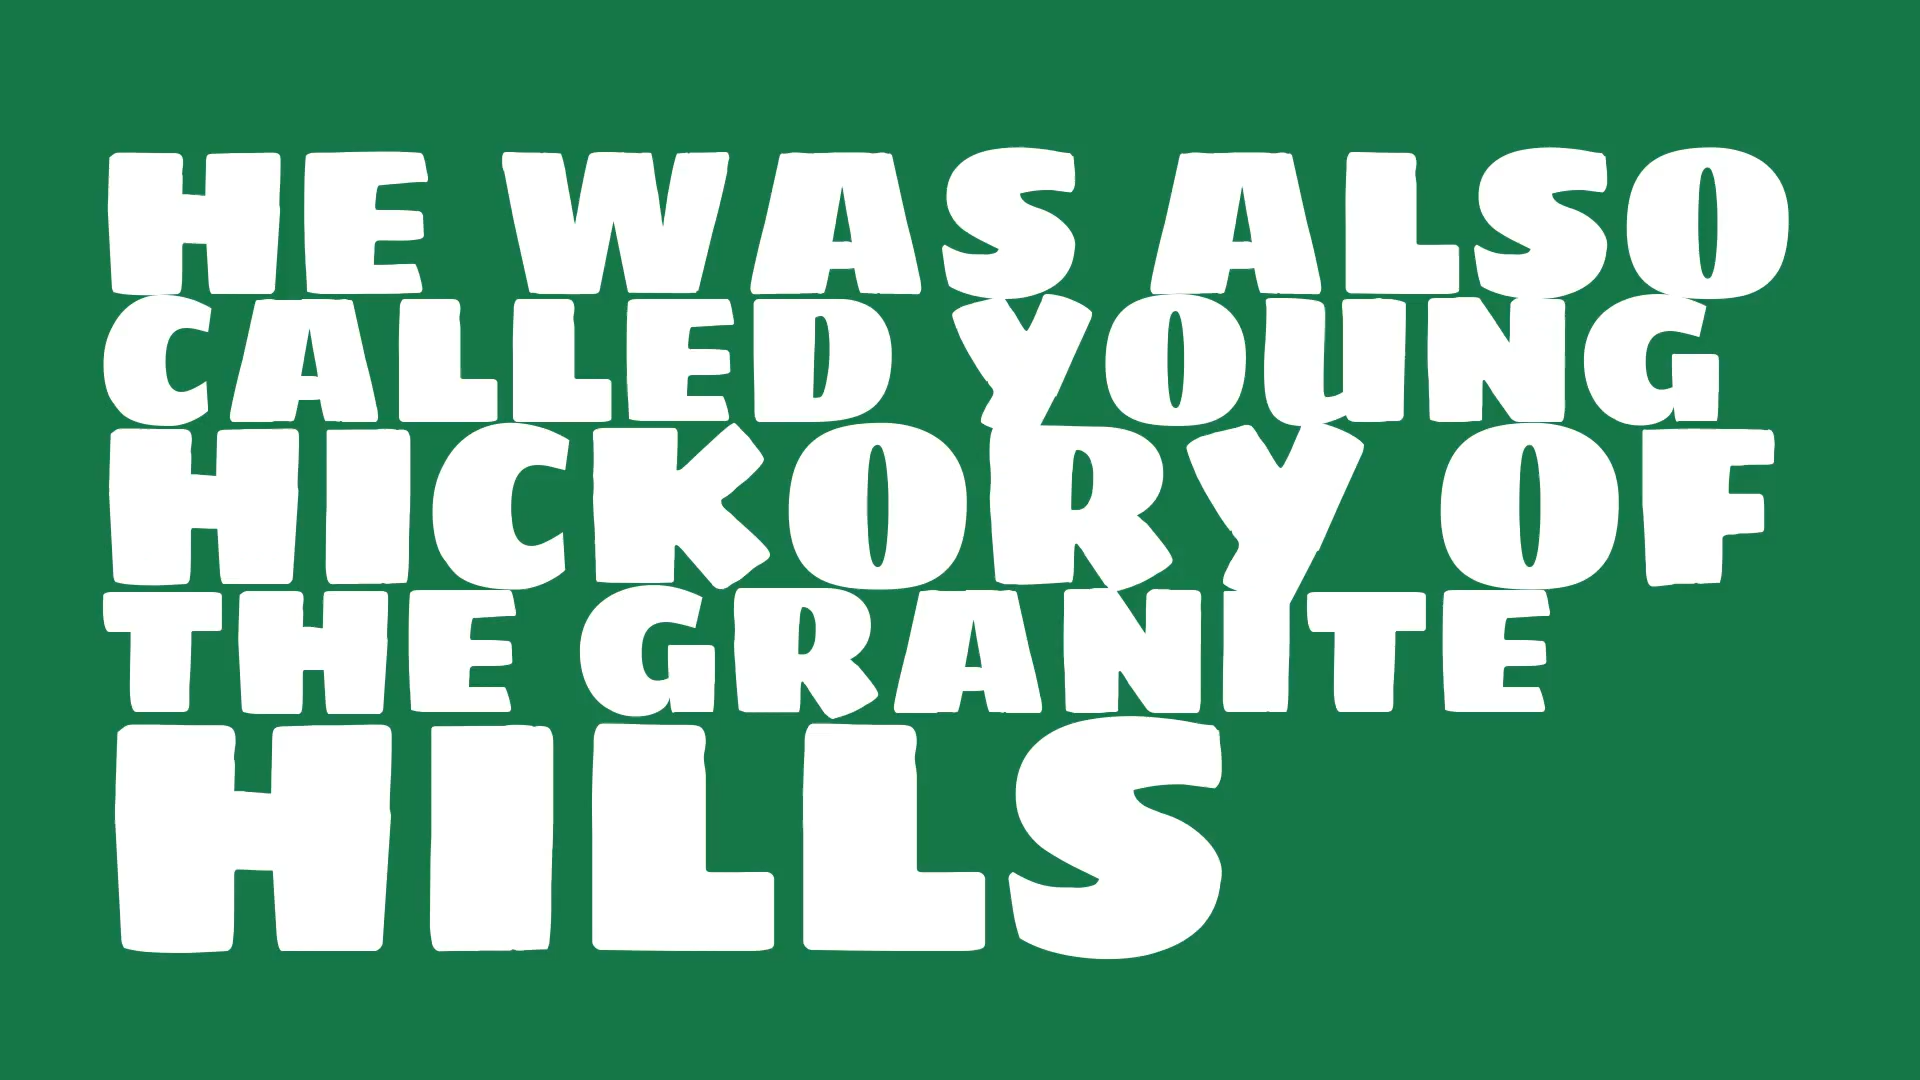 HE WAS ALSO
CALLED YOUNG
HICKORY OF
THE GRANITE
HILLS